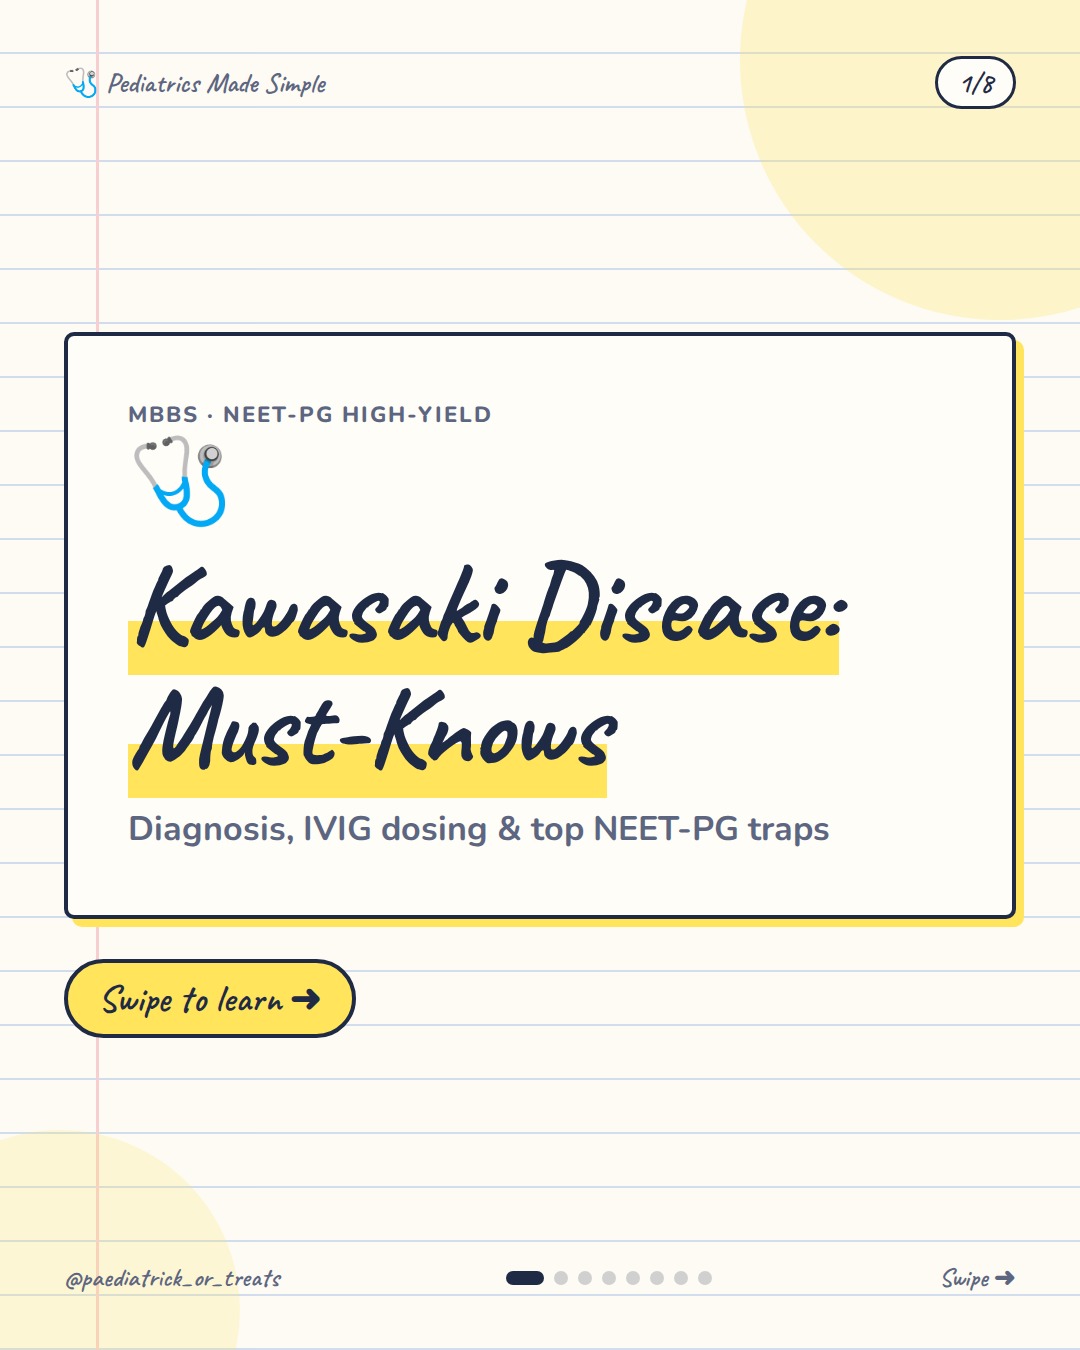 Pediatrics Made Simple
1/8
MBBS · NEET-PG HIGH-YIELD
Kawasaki Disease:
Must-Knows
Diagnosis, IVIG dosing & top NEET-PG traps
Swipe to learn ➜
@paediatrick_or_treats
Swipe ➜